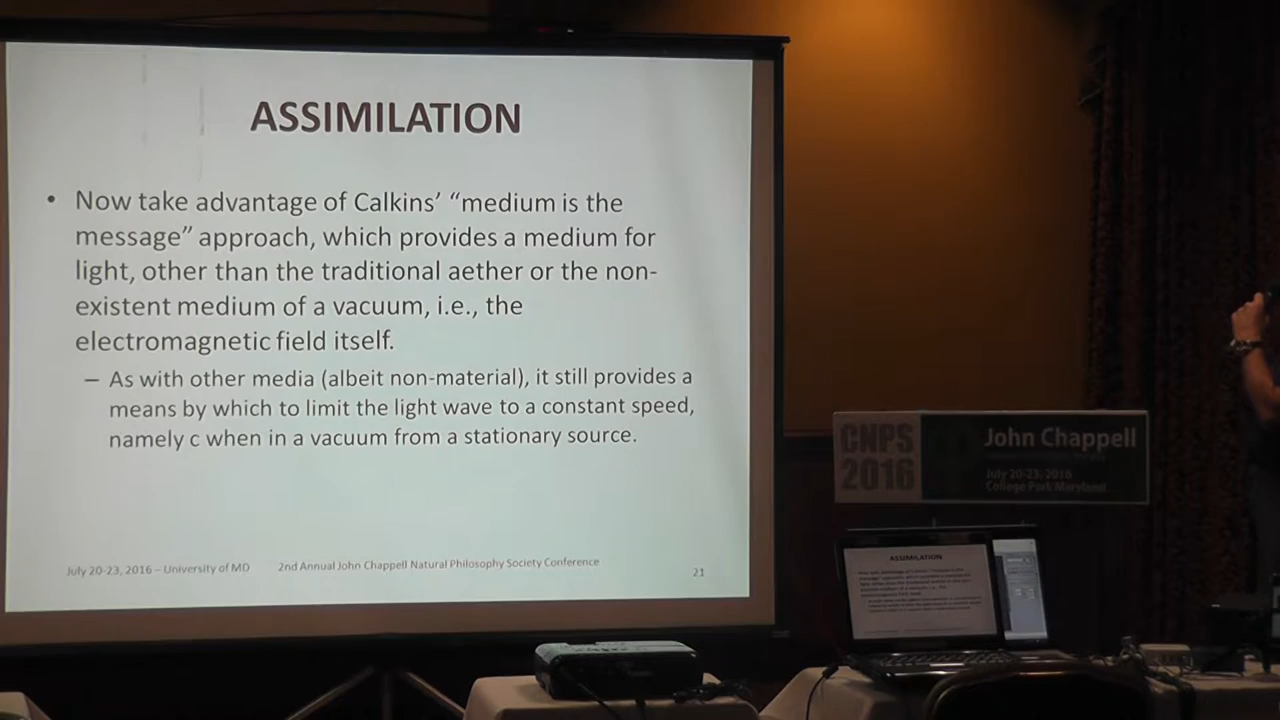 ASSIMILATION
• Now take advantage of Calkins’ “medium is the
message” approach, which provides a medium for
light, other than the traditional aether or the non-
existent medium of a vacuum, i.e., the
electromagnetic field itself.
– As with other media (albeit non-material), it still provides a
means by which to limit the light wave to a constant speed,
namely c when in a vacuum from a stationary source.
July 20-23, 2016 – University of MD 2nd Annual John Chappell Natural Philosophy Society Conference 21
CNPS
2016
John Chappell
July 20-23, 2016
College Park Maryland
ASSIMILATION